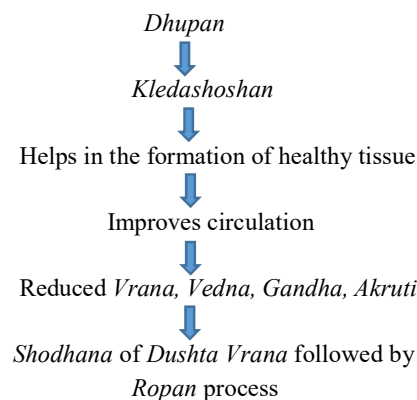 Dhupan
Kledashoshan
Helps in the formation of healthy tissue
Improves circulation
Reduced Vrana, Vedna, Gandha, Akruti
Shodhana of Dushta Vrana followed by
Ropan process